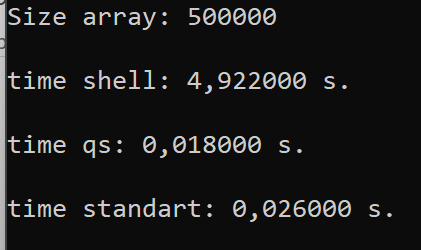 Size array: 500000
time shell: 4,922000 s.
time qs: 0,018000 s.
time standart: 0,026000 s.